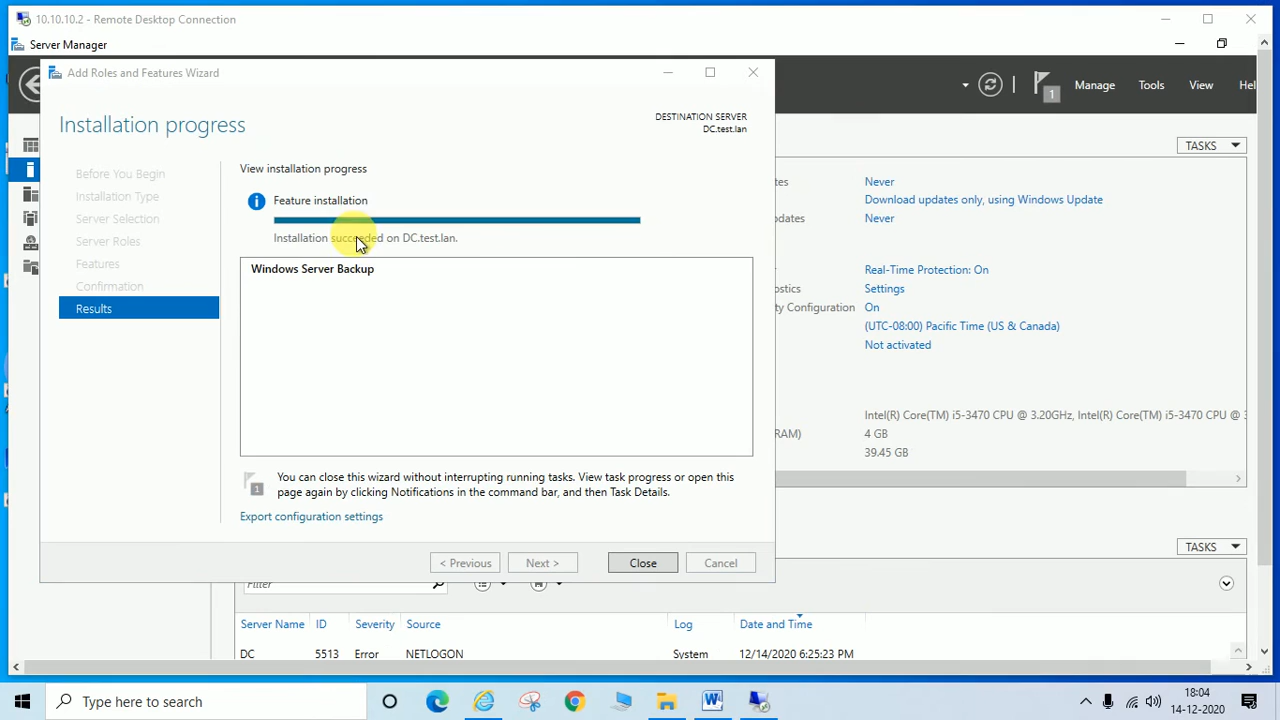 10.10.10.2 - Remote Desktop Connection
Server Manager
Add Roles and Features Wizard
1
Manage
Tools
View
Installation progress
DESTINATION SERVER
DC.test.lan
TASKS
Before You Begin
Installation Type
Server Selection
Server Roles
Features
Confirmation
Results
View installation progress
Feature installation
Installation succeeded on DC.test.lan.
Windows Server Backup
Never
Download updates only, using Windows Update
Never
Real-Time Protection: On
Settings
On
Configuration
(UTC-08:00) Pacific Time (US & Canada)
Not activated
Intel(R) Core(TM) i5-3470 CPU @ 3.20GHz, Intel(R) Core(TM) i5-3470 CPU @
RAM)
4 GB
39.45 GB
1
You can close this wizard without interrupting running tasks. View task progress or open this
page again by clicking Notifications in the command bar, and then Task Details.
Export configuration settings
< Previous
Next >
Close
Cancel
TASKS
Filter
Server Name ID Severity Source Log Date and Time
DC 5513 Error NETLOGON System 12/14/2020 6:25:23 PM
Type here to search
18:04
14-12-2020